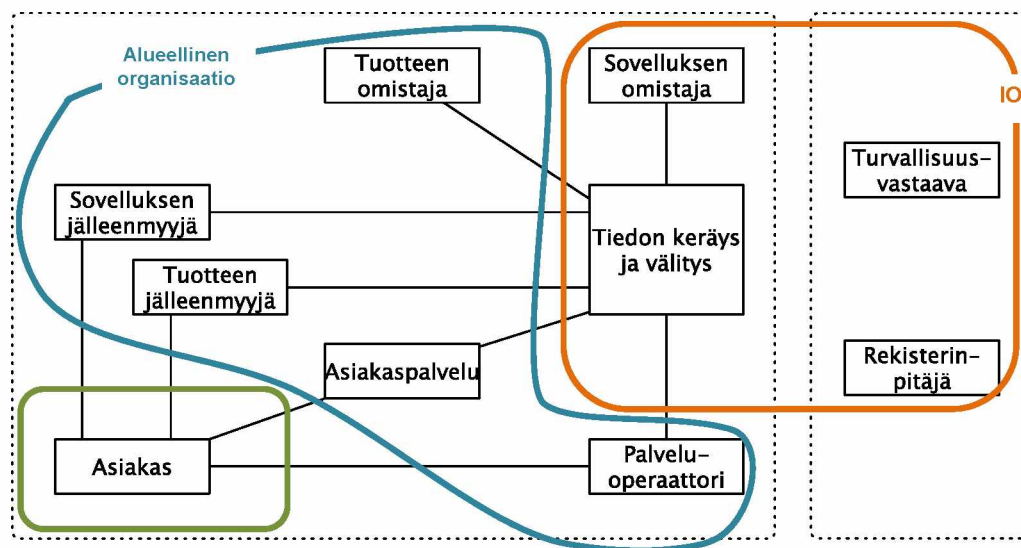 Alueellinen
organisaatio
Tuotteen
omistaja
Sovelluksen
omistaja
IO
Turvallisuus-
vastaava
Sovelluksen
jälleenmyyjä
Tiedon keräys
ja välitys
Tuotteen
jälleenmyyjä
Asiakaspalvelu
Rekisterin-
pitäjä
Asiakas
Palvelu-
operaattori